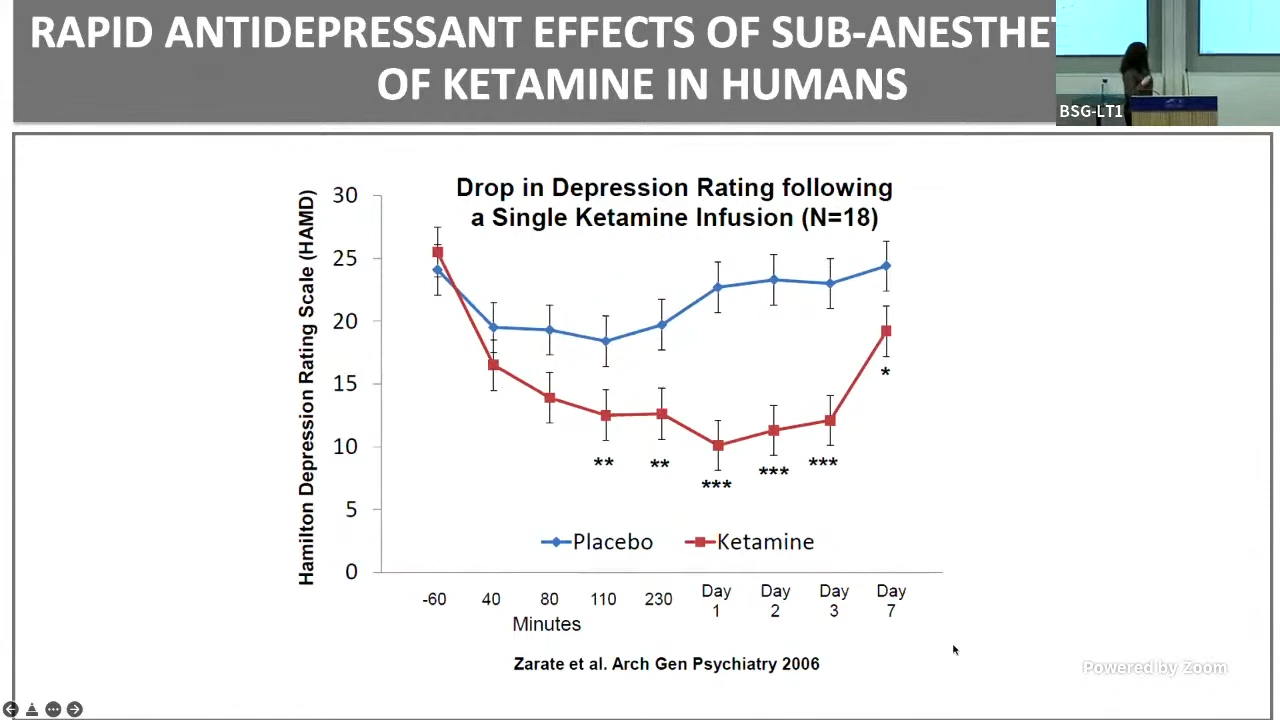 RAPID ANTIDEPRESSANT EFFECTS OF SUB-ANESTHE
OF KETAMINE IN HUMANS
BSG-LT1
Drop in Depression Rating following
a Single Ketamine Infusion (N=18)
Hamilton Depression Rating Scale (HAMD)
30
25
20
15
10
5
0
*
** ** *** *** ***
Placebo Ketamine
-60 40 80 110 230 Day 1 Day 2 Day 3 Day 7
Minutes
Zarate et al. Arch Gen Psychiatry 2006
Powered by Zoom